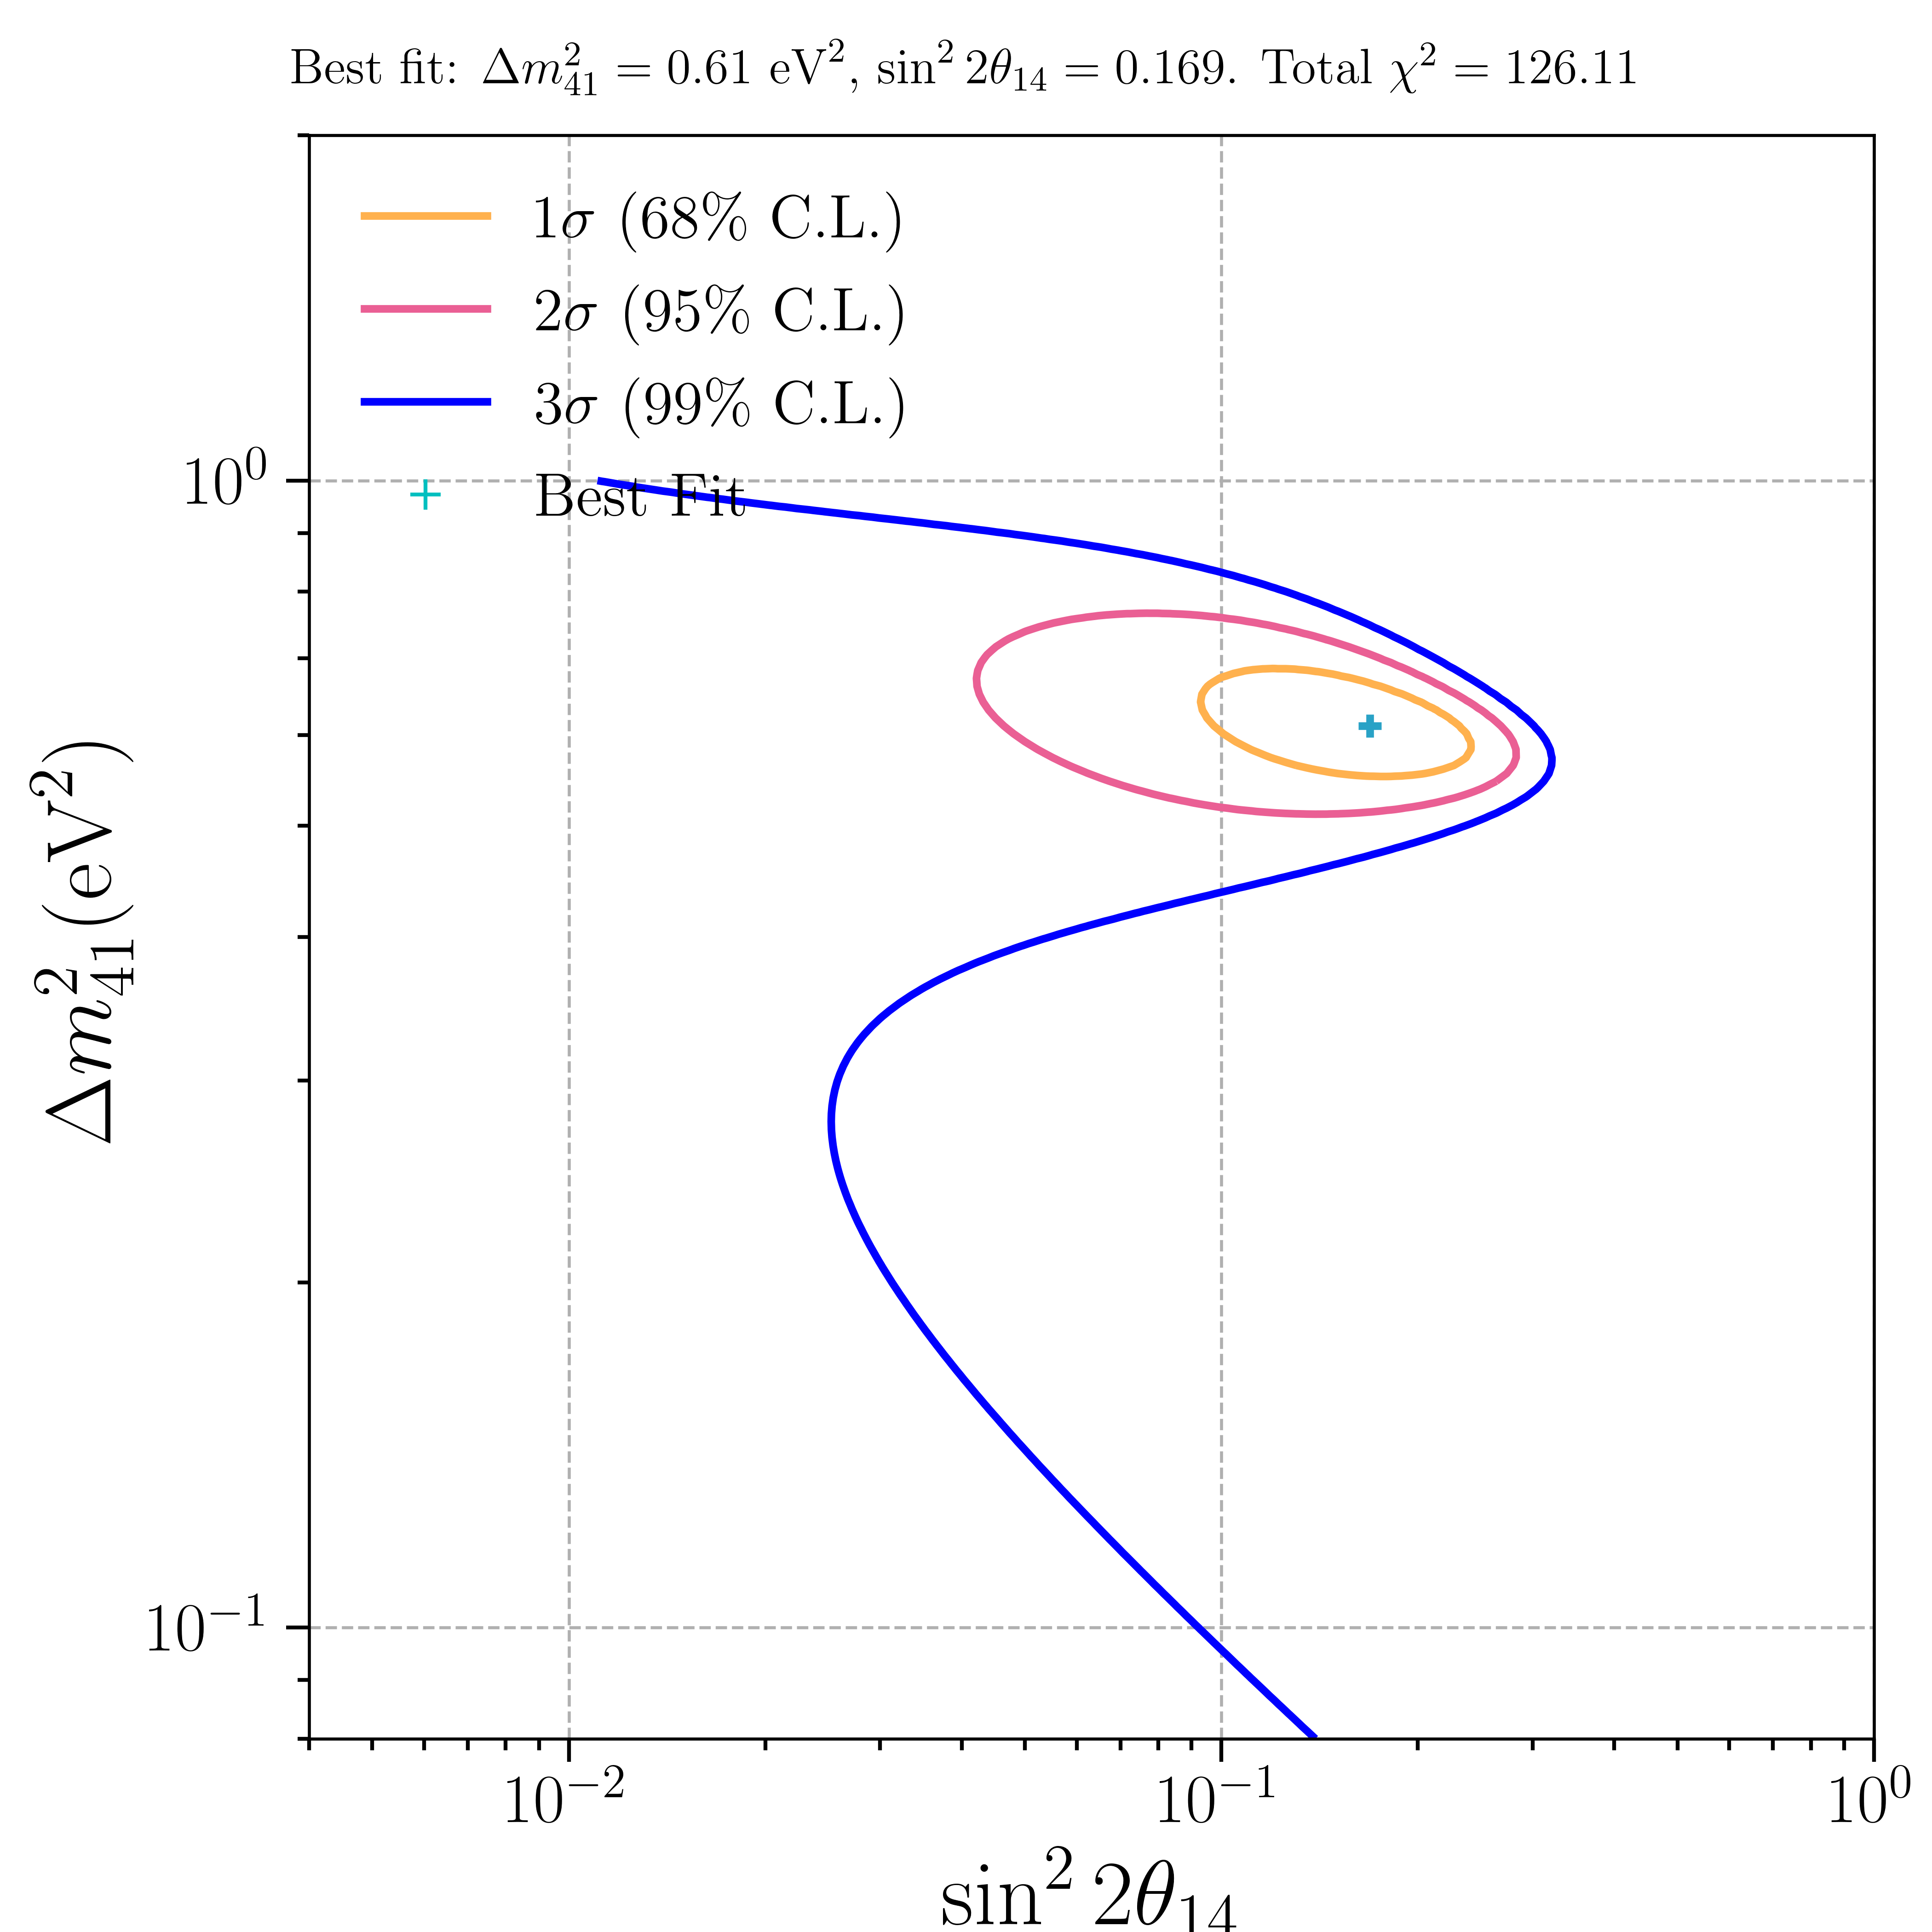 Best fit: Δm²₄₁ = 0.61 eV², sin² 2θ₁₄ = 0.169. Total χ² = 126.11
1σ (68% C.L.)
2σ (95% C.L.)
3σ (99% C.L.)
Best Fit
10⁰
10⁻¹
Δm²₄₁(eV²)
10⁻²
10⁻¹
10⁰
sin² 2θ₁₄